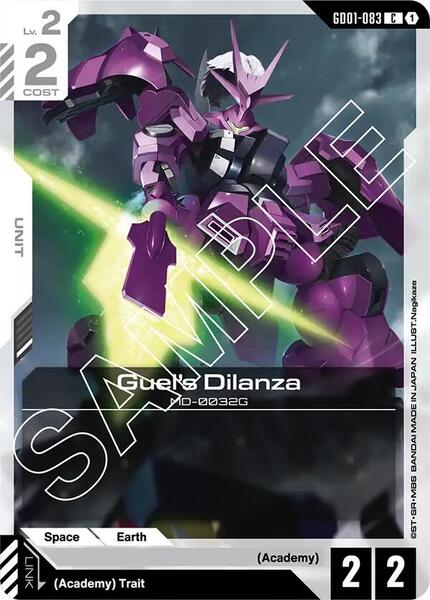 Lv. 2
GD01-083 C 1
2
COST
UNIT
SAMPLE
Guel's Dilanza
MD-0032G
©ST・SR・MBS BANDAI MADE IN JAPAN ILLUST.Nagikaze
Space Earth
(Academy)
LINK
(Academy) Trait
2 2